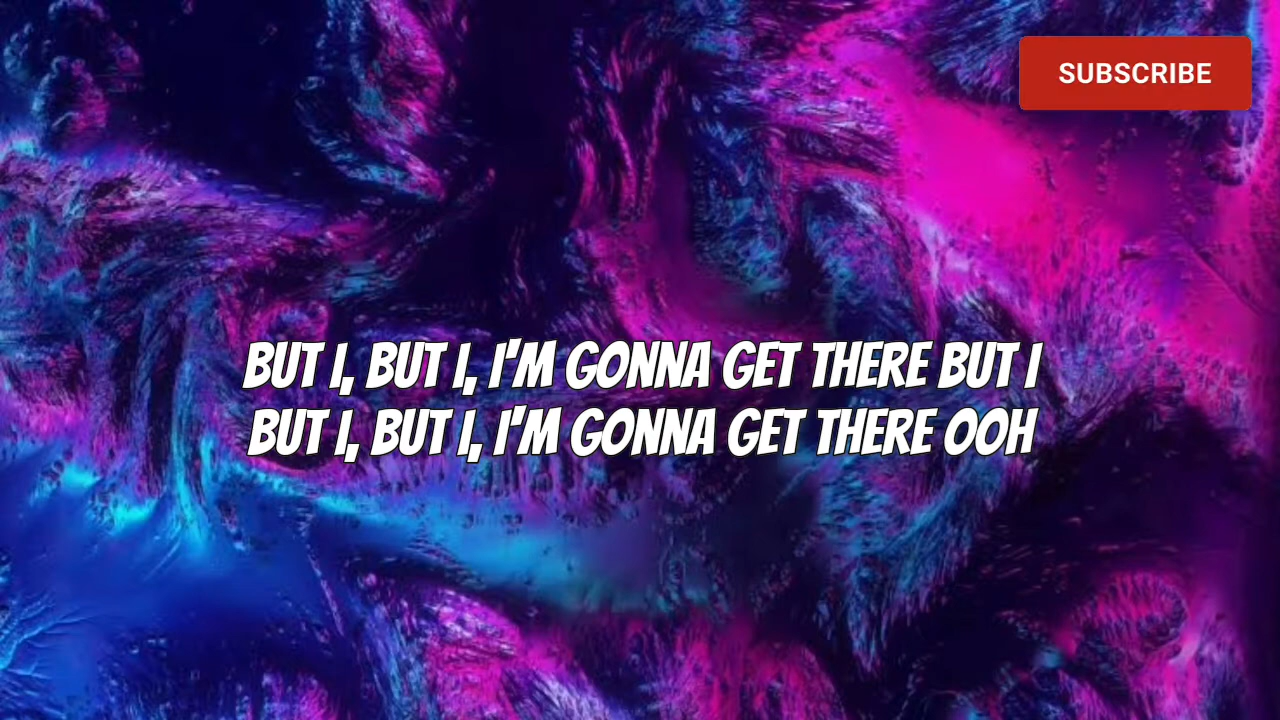 SUBSCRIBE
BUT I, BUT I, I'M GONNA GET THERE BUT I
BUT I, BUT I, I'M GONNA GET THERE OOH